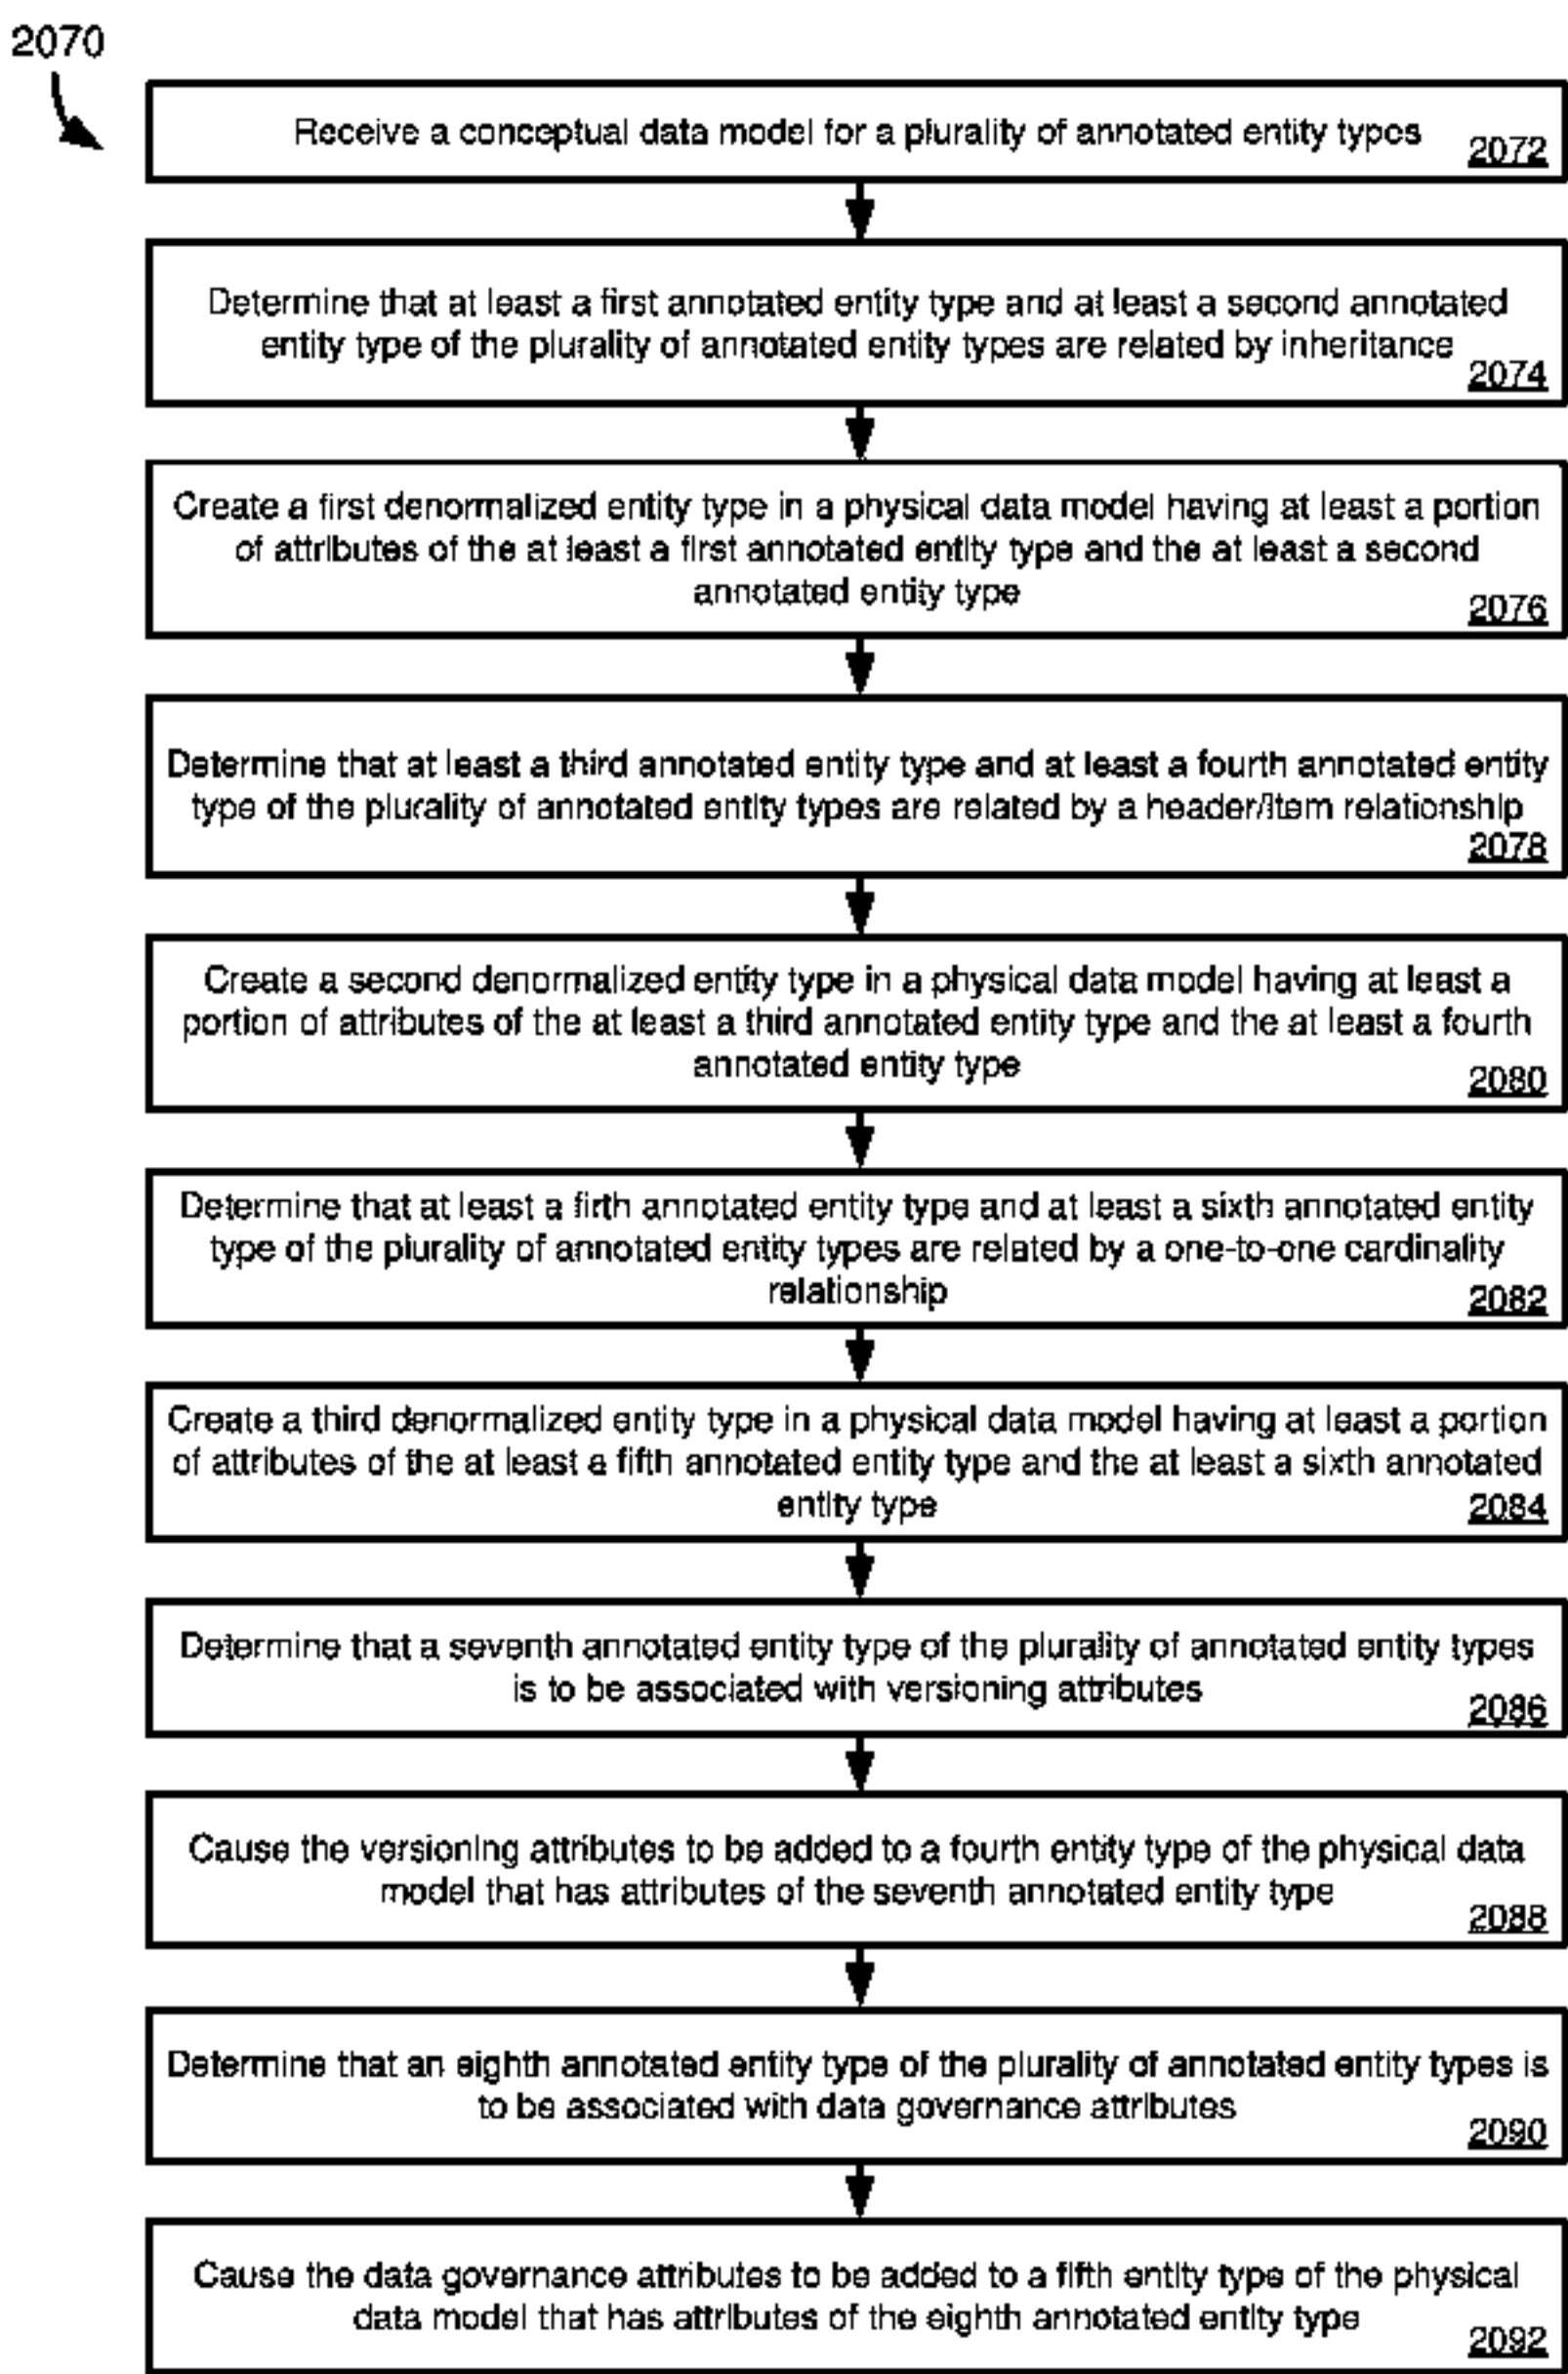 2070
Receive a conceptual data model for a plurality of annotated entity types
2072
Determine that at least a first annotated entity type and at least a second annotated
entity type of the plurality of annotated entity types are related by inheritance
2074
Create a first denormalized entity type in a physical data model having at least a portion
of attributes of the at least a first annotated entity type and the at least a second
annotated entity type
2076
Determine that at least a third annotated entity type and at least a fourth annotated entity
type of the plurality of annotated entity types are related by a header/item relationship
2078
Create a second denormalized entity type in a physical data model having at least a
portion of attributes of the at least a third annotated entity type and the at least a fourth
annotated entity type
2080
Determine that at least a firth annotated entity type and at least a sixth annotated entity
type of the plurality of annotated entity types are related by a one-to-one cardinality
relationship
2082
Create a third denormalized entity type in a physical data model having at least a portion
of attributes of the at least a fifth annotated entity type and the at least a sixth annotated
entity type
2084
Determine that a seventh annotated entity type of the plurality of annotated entity types
is to be associated with versioning attributes
2086
Cause the versioning attributes to be added to a fourth entity type of the physical data
model that has attributes of the seventh annotated entity type
2088
Determine that an eighth annotated entity type of the plurality of annotated entity types is
to be associated with data governance attributes
2090
Cause the data governance attributes to be added to a fifth entity type of the physical
data model that has attributes of the eighth annotated entity type
2092